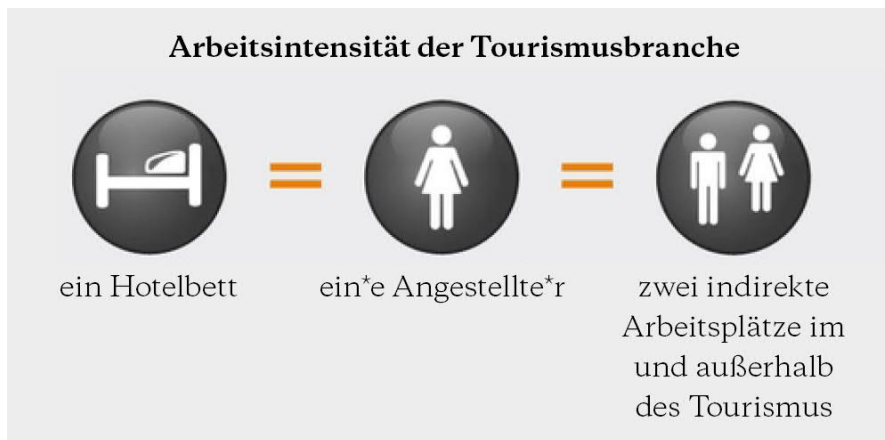 Arbeitsintensität der Tourismusbranche
= =
ein Hotelbett
ein*e Angestellte*r
zwei indirekte
Arbeitsplätze im
und außerhalb
des Tourismus